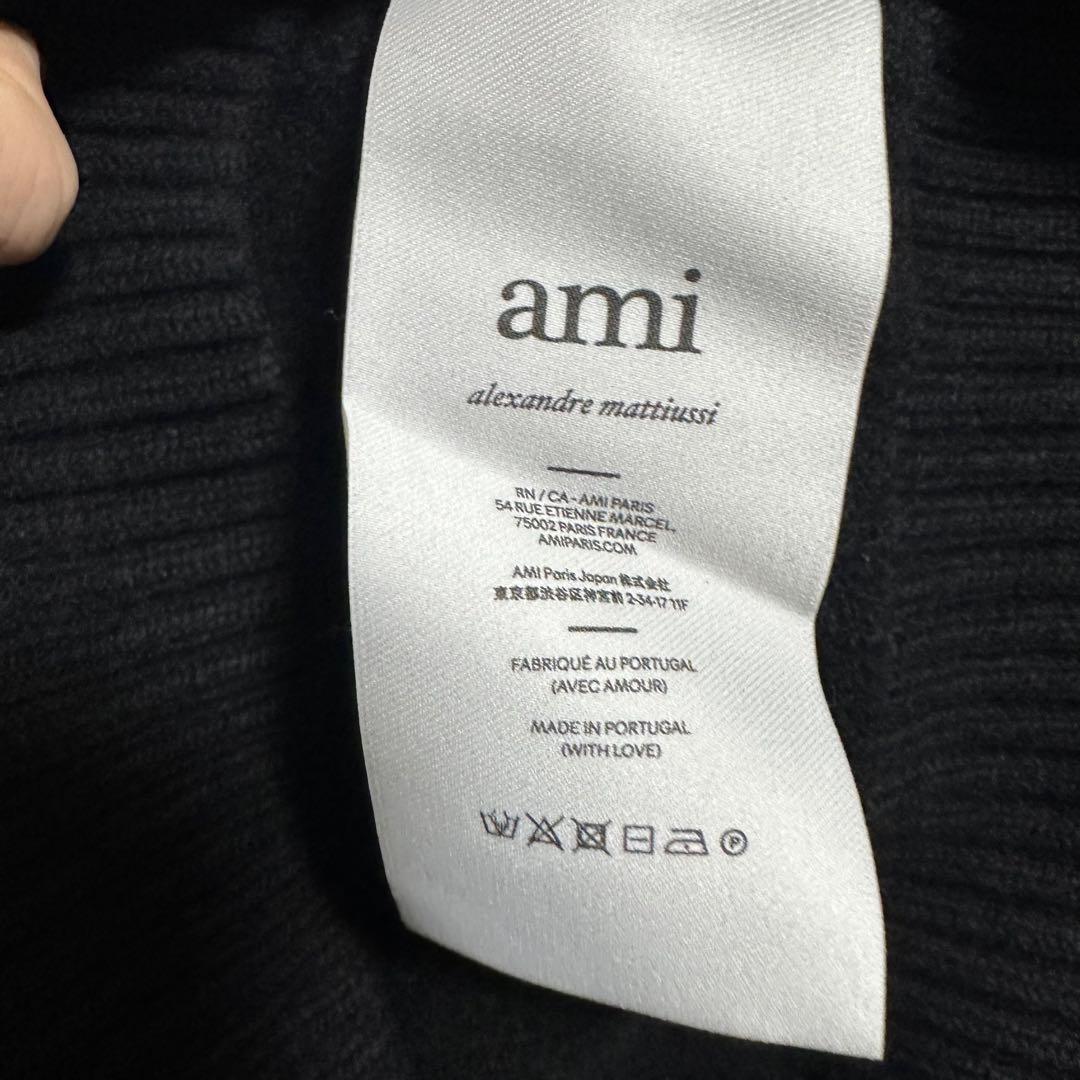 ami
alexandre mattiussi
RN / CA - AMI PARIS
54 RUE ETIENNE MARCEL,
75002 PARIS FRANCE
AMIPARIS.COM
AMI Paris Japan 株式会社
東京都渋谷区神宮前 2-34-17 11F
FABRIQUÉ AU PORTUGAL
(AVEC AMOUR)
MADE IN PORTUGAL
(WITH LOVE)
P